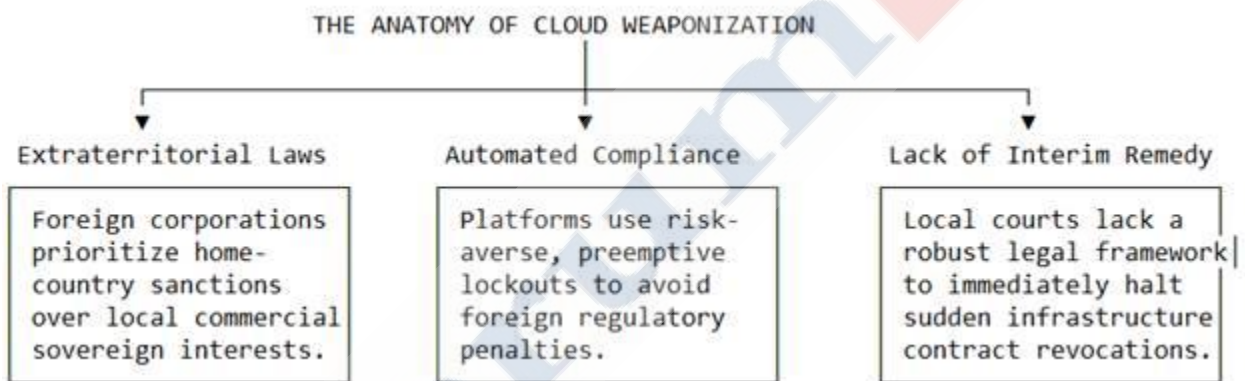 THE ANATOMY OF CLOUD WEAPONIZATION
Extraterritorial Laws
Foreign corporations
prioritize home-
country sanctions
over local commercial
sovereign interests.
Automated Compliance
Platforms use risk-
averse, preemptive
lockouts to avoid
foreign regulatory
penalties.
Lack of Interim Remedy
Local courts lack a
robust legal framework
to immediately halt
sudden infrastructure
contract revocations.